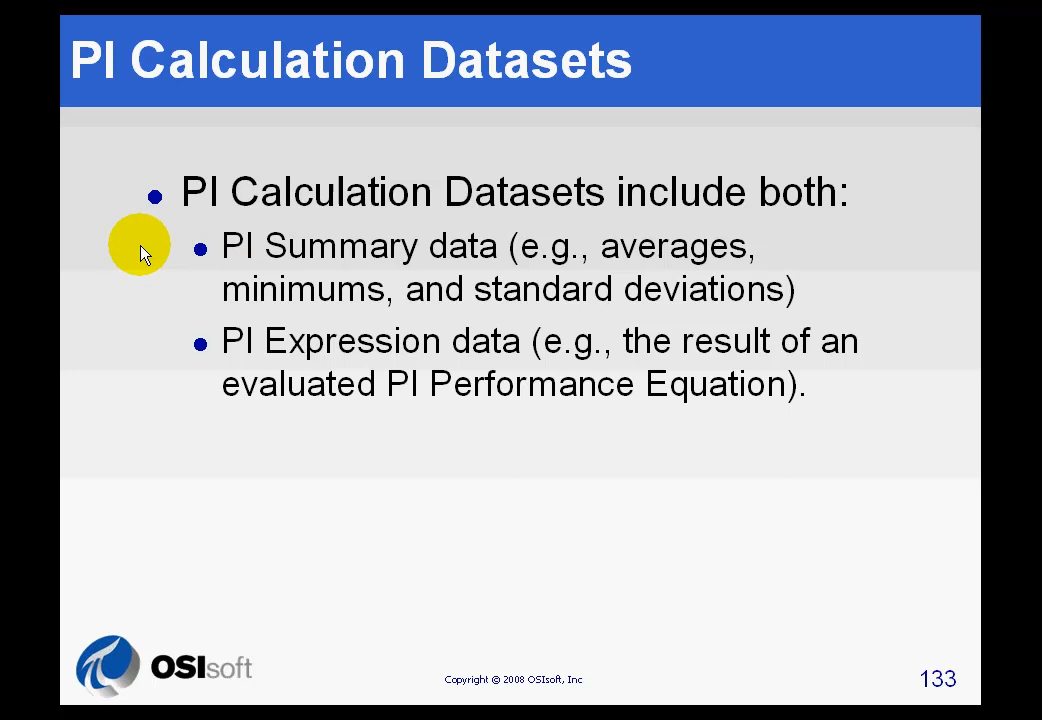 PI Calculation Datasets
PI Calculation Datasets include both:
PI Summary data (e.g., averages,
minimums, and standard deviations)
PI Expression data (e.g., the result of an
evaluated PI Performance Equation).
OSIsoft
Copyright © 2008 OSIsoft, Inc
133